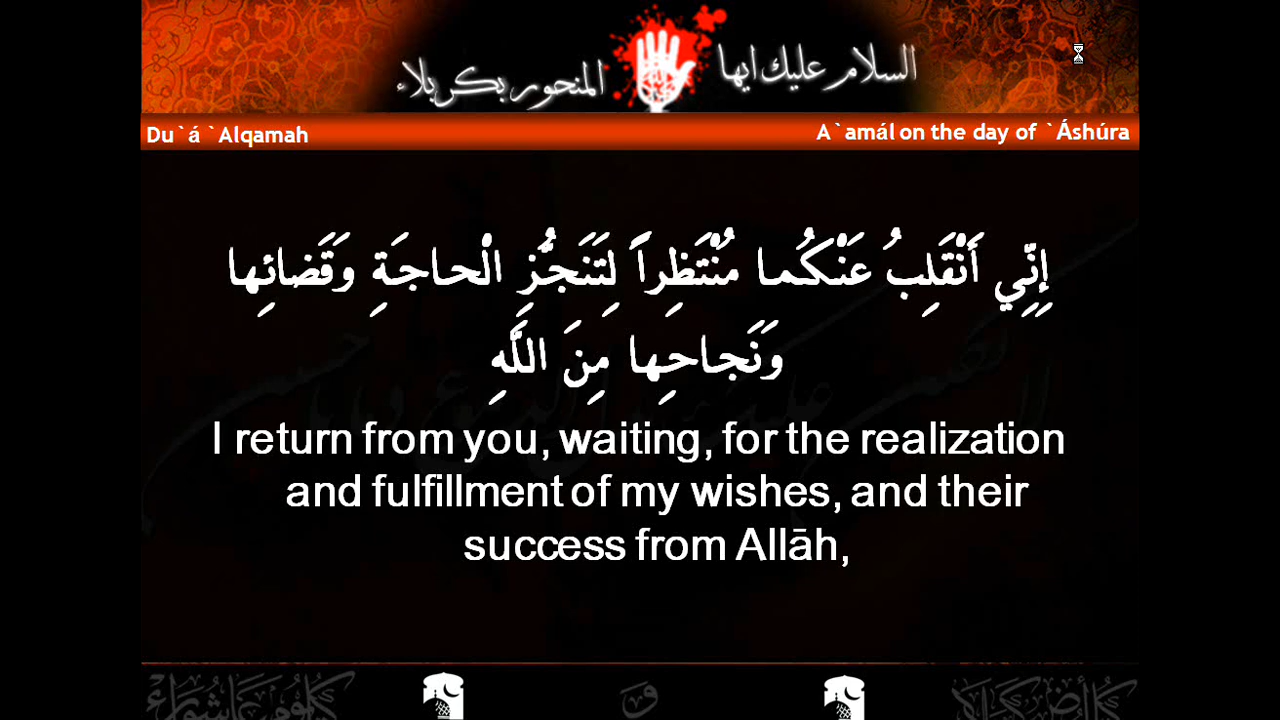 السلام عليك ايها
المنحور بكربلاء
Du`á `Alqamah
A`amál on the day of `Áshúra
إِنِّي أَنْقَلِبُ عَنْكُما مُنْتَظِراً لِتَنَجُّزِ الْحاجَةِ وَقَضائِها
وَنَجاحِها مِنَ اللَّهِ
I return from you, waiting, for the realization
and fulfillment of my wishes, and their
success from Allāh,